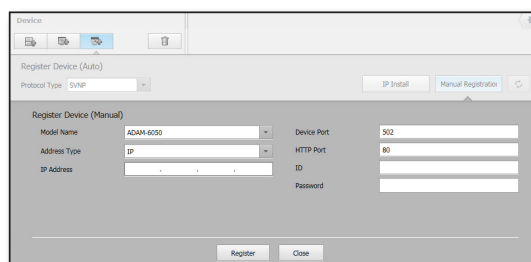 Device
Register Device (Auto)
Protocol Type SVNP
IP Install Manual Registration
Register Device (Manual)
Model Name ADAM-6050 Device Port 502
Address Type IP HTTP Port 80
IP Address . . . ID
Password
Register Close